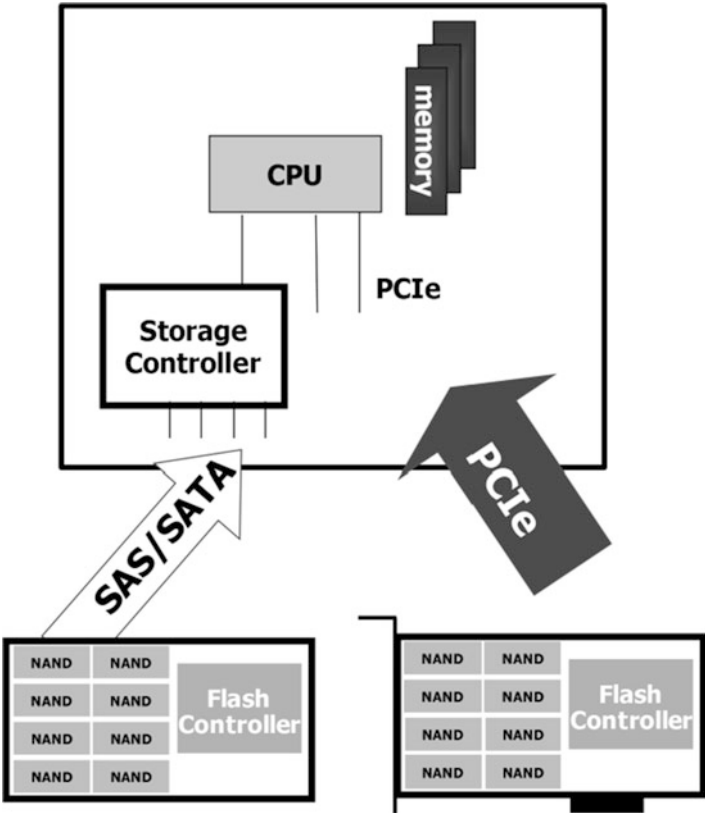 memory
CPU
PCIe
Storage
Controller
SAS/SATA
PCIe
NAND NAND
NAND NAND
NAND NAND
NAND NAND
Flash
Controller
NAND NAND
NAND NAND
NAND NAND
NAND NAND
Flash
Controller